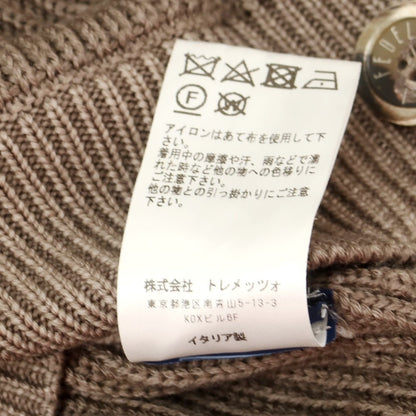 FEDEL
F
W
アイロンはあて布を使用して下
さい。
着用中の摩擦や汗、雨などで濡
れた時など他の物への色移りに
ご注意下さい。
他の物との引っ掛かりにご注意
下さい。
株式会社 トレメッツォ
東京都港区南青山5-13-3
KDXビル6F
イタリア製